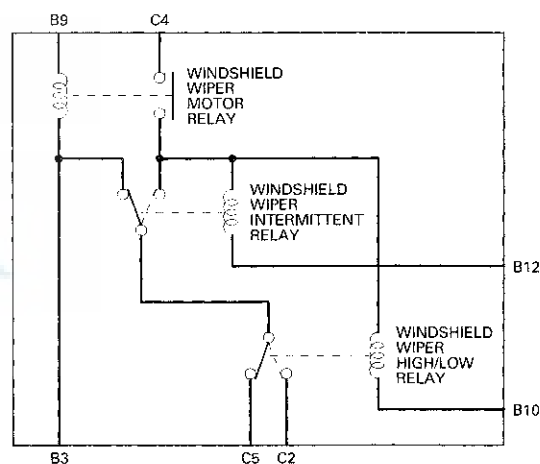 B9
C4
WINDSHIELD
WIPER
MOTOR
RELAY
WINDSHIELD
WIPER
INTERMITTENT
RELAY
B12
WINDSHIELD
WIPER
HIGH/LOW
RELAY
B10
B3
C5
C2